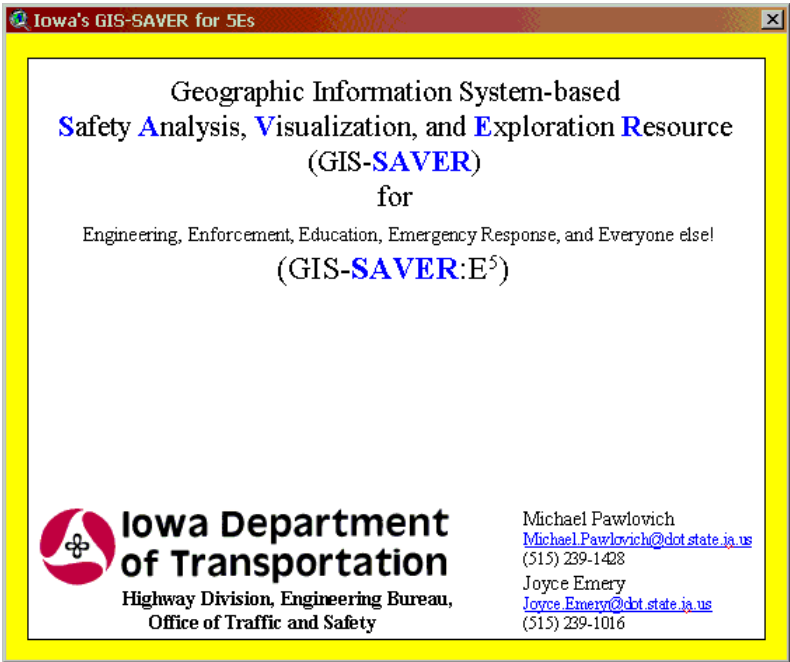 Iowa's GIS-SAVER for 5Es
Geographic Information System-based
Safety Analysis, Visualization, and Exploration Resource
(GIS-SAVER)
for
Engineering, Enforcement, Education, Emergency Response, and Everyone else!
(GIS-SAVER:E⁵)
Iowa Department
of Transportation
Highway Division, Engineering Bureau,
Office of Traffic and Safety
Michael Pawlovich
Michael.Pawlovich@dot.state.ia.us
(515) 239-1428
Joyce Emery
Joyce.Emery@dot.state.ia.us
(515) 239-1016